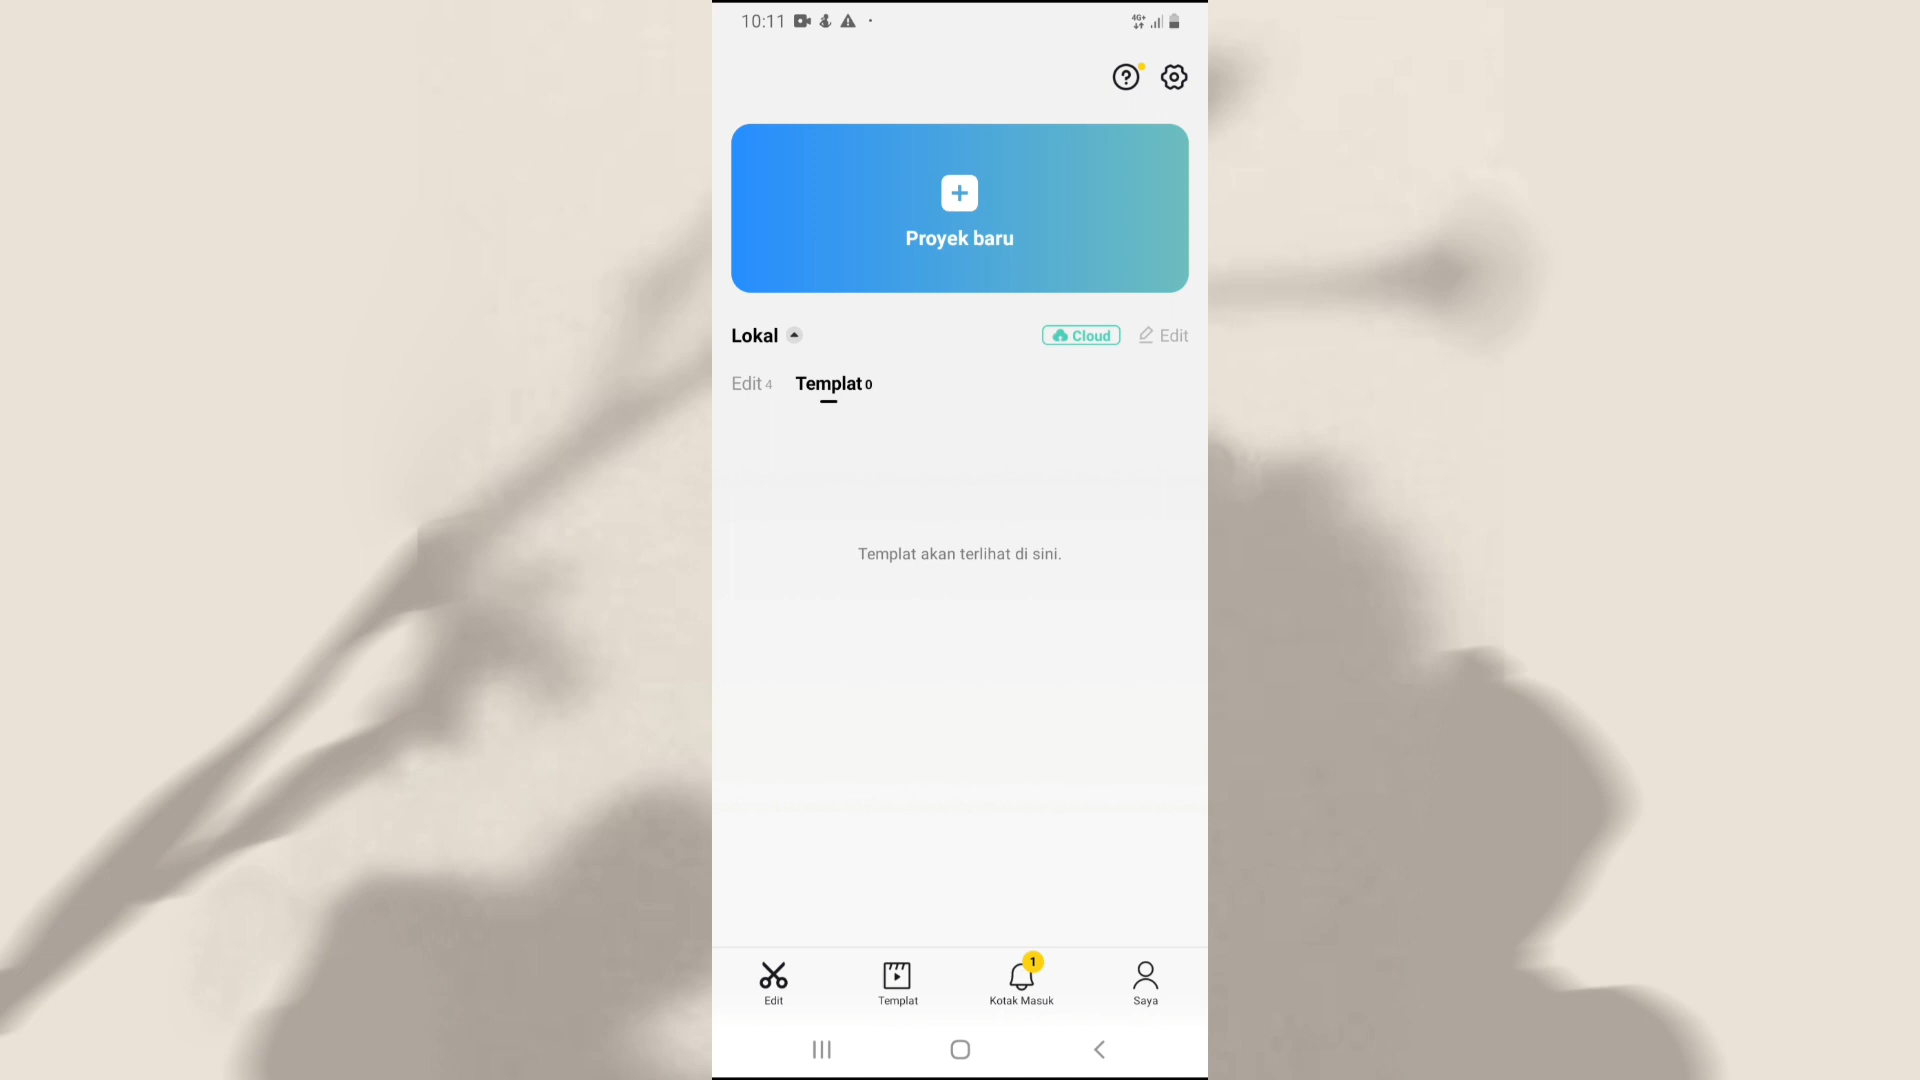 10:11
4G+
Proyek baru
Lokal
Cloud
Edit
Edit 4
Templat 0
Templat akan terlihat di sini.
1
Edit
Templat
Kotak Masuk
Saya